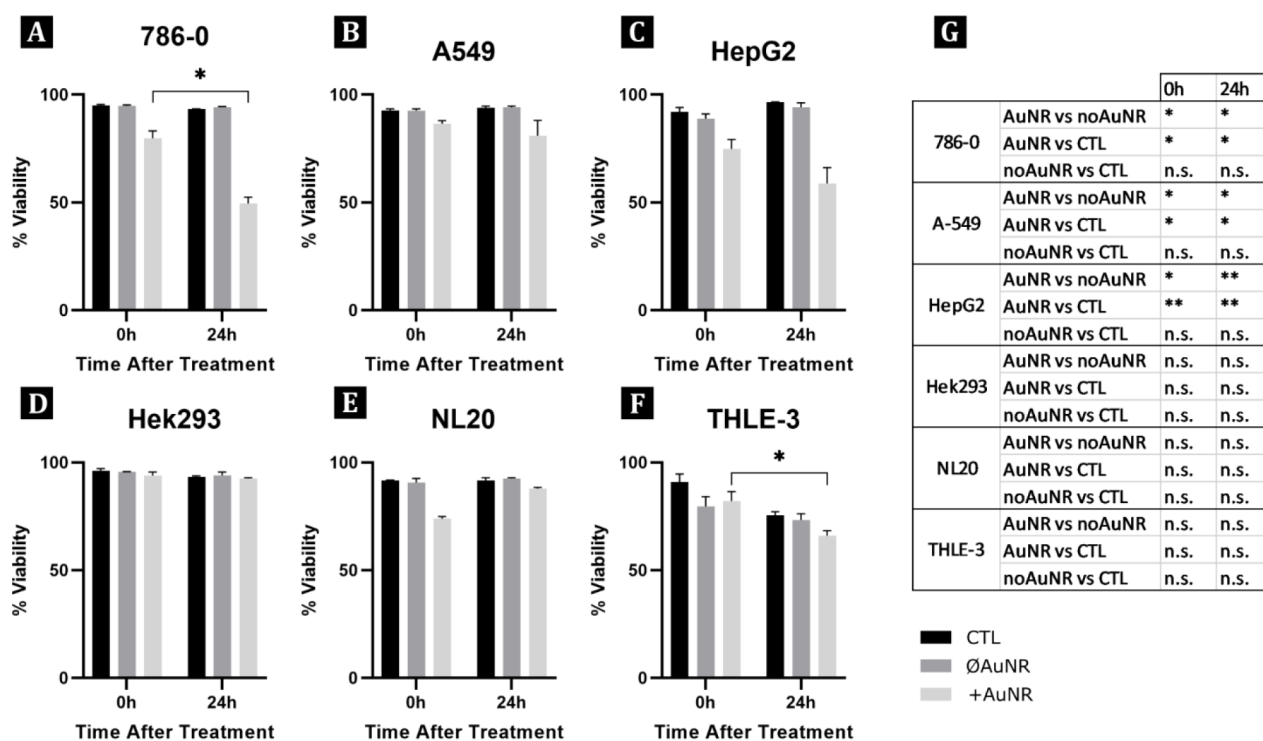 A
786-0
*
% Viability
100
50
0
0h
24h
Time After Treatment
B
A549
% Viability
100
50
0
0h
24h
Time After Treatment
C
HepG2
% Viability
100
50
0
0h
24h
Time After Treatment
D
Hek293
% Viability
100
50
0
0h
24h
Time After Treatment
E
NL20
% Viability
100
50
0
0h
24h
Time After Treatment
F
THLE-3
*
% Viability
100
50
0
0h
24h
Time After Treatment
G
0h 24h
786-0
AuNR vs noAuNR * *
AuNR vs CTL * *
noAuNR vs CTL n.s. n.s.
A-549
AuNR vs noAuNR * *
AuNR vs CTL * *
noAuNR vs CTL n.s. n.s.
HepG2
AuNR vs noAuNR * **
AuNR vs CTL ** **
noAuNR vs CTL n.s. n.s.
Hek293
AuNR vs noAuNR n.s. n.s.
AuNR vs CTL n.s. n.s.
noAuNR vs CTL n.s. n.s.
NL20
AuNR vs noAuNR n.s. n.s.
AuNR vs CTL n.s. n.s.
noAuNR vs CTL n.s. n.s.
THLE-3
AuNR vs noAuNR n.s. n.s.
AuNR vs CTL n.s. n.s.
noAuNR vs CTL n.s. n.s.
CTL
ØAuNR
+AuNR